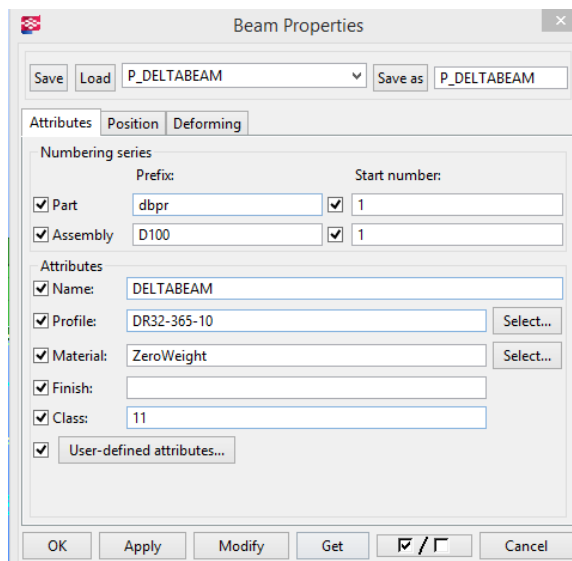 Beam Properties
Save Load P_DELTABEAM Save as P_DELTABEAM
Attributes Position Deforming
Numbering series
Prefix: Start number:
Part dbpr 1
Assembly D100 1
Attributes
Name: DELTABEAM
Profile: DR32-365-10 Select...
Material: ZeroWeight Select...
Finish:
Class: 11
User-defined attributes...
OK Apply Modify Get / Cancel